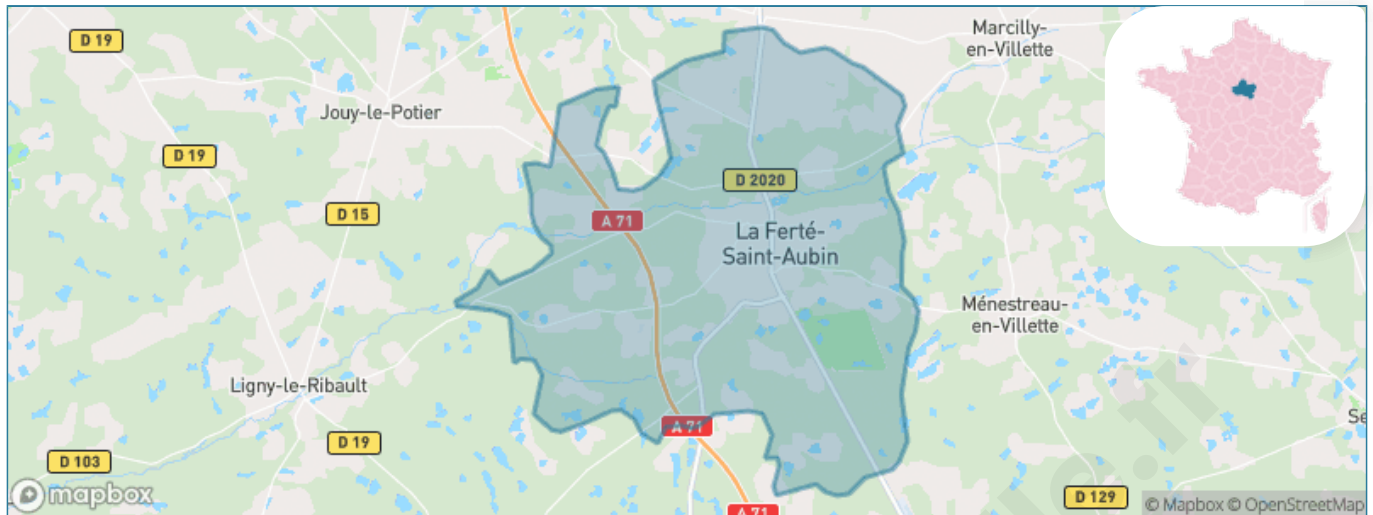 D 19
Marcilly-
en-Villette
Jouy-le-Potier
D 19
D 2020
D 15
A 71
La Ferté-
Saint-Aubin
Ménestreau-
en-Villette
Ligny-le-Ribault
Se
A 71
D 19
D 103
mapbox
D 129
A 71
© Mapbox © OpenStreetMap